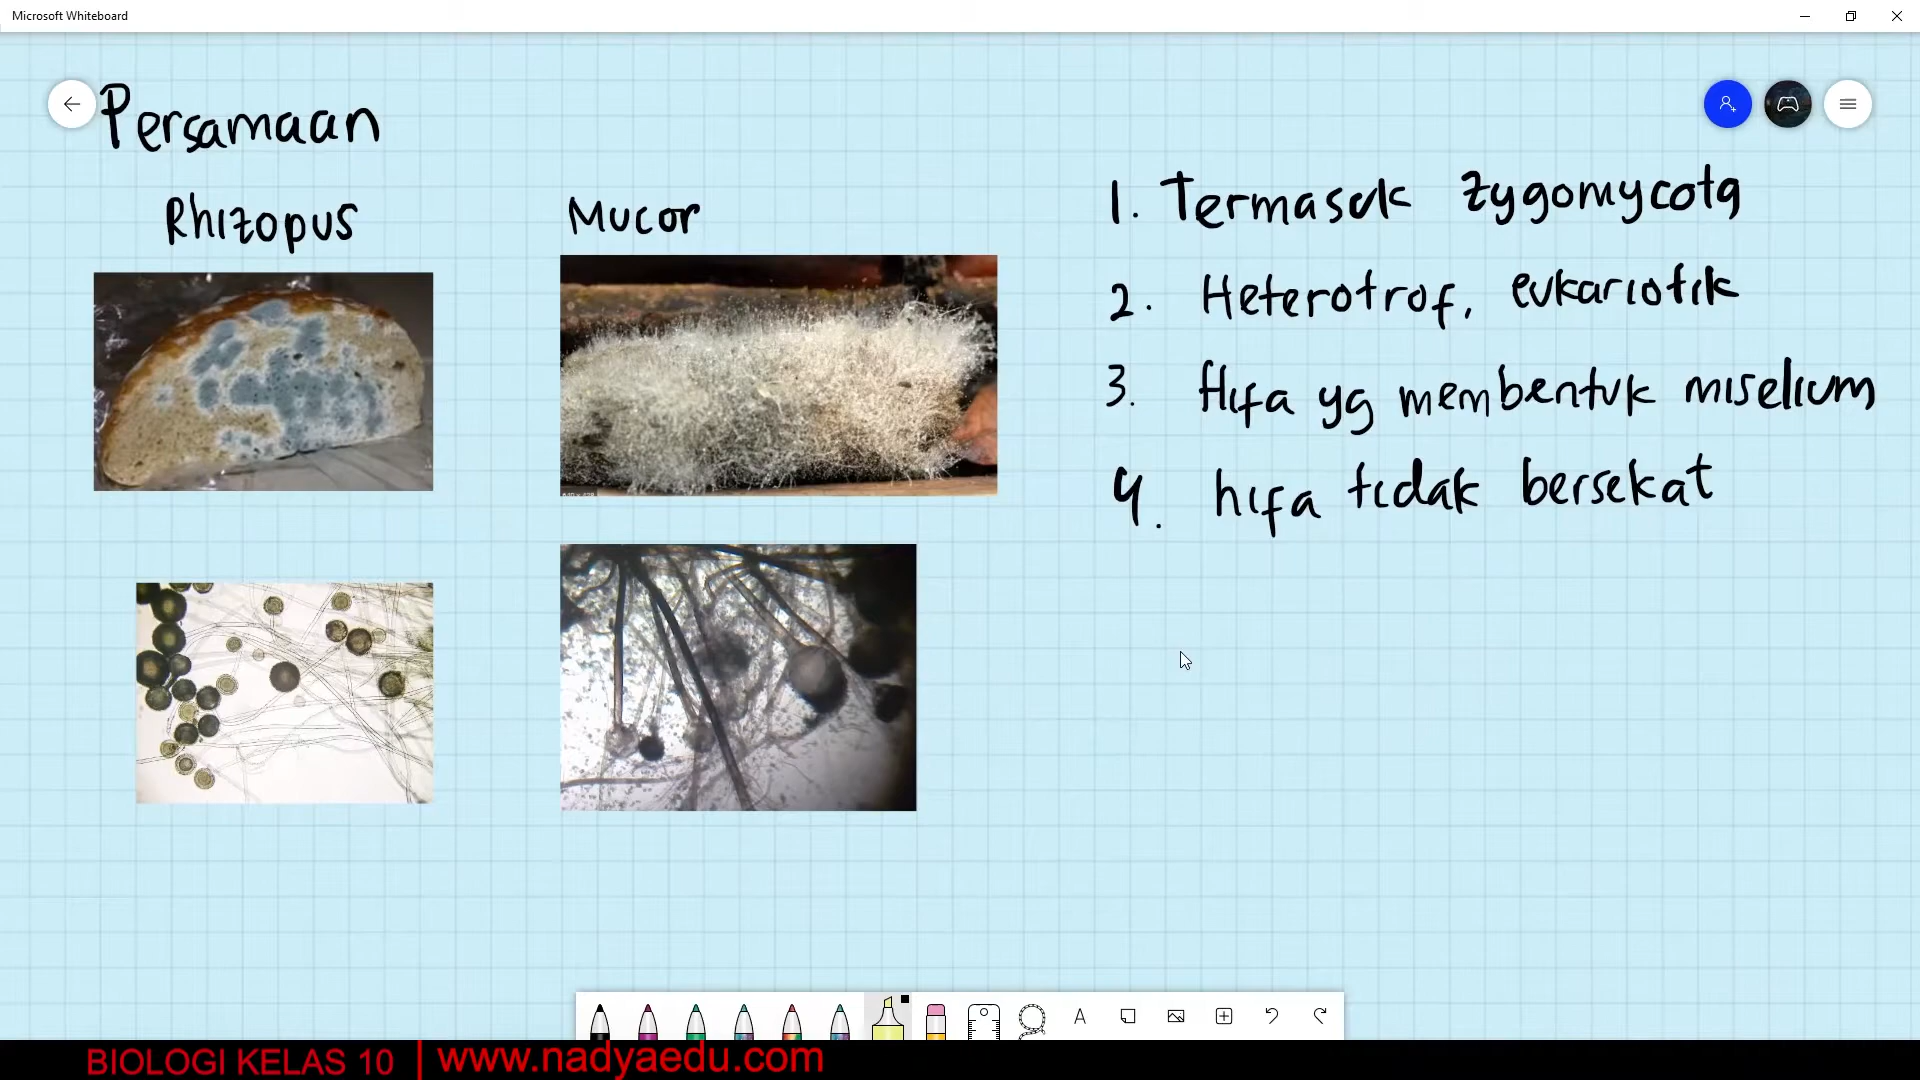 Microsoft Whiteboard
Persamaan
Rhizopus
Mucor
1. Termasuk Zygomycota
2. Heterotrof, eukariotik
3. Hifa yg membentuk miselium
4. hifa tidak bersekat
BIOLOGI KELAS 10 | www.nadyaedu.com